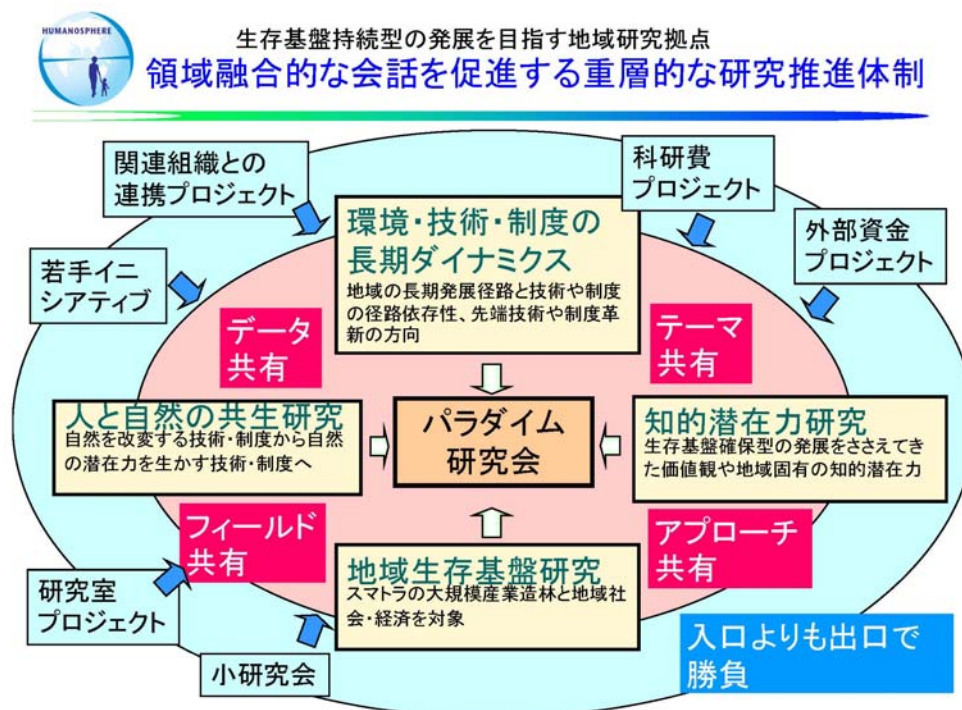 HUMANOSPHERE
生存基盤持続型の発展を目指す地域研究拠点
領域融合的な会話を促進する重層的な研究推進体制
関連組織との
連携プロジェクト
科研費
プロジェクト
外部資金
プロジェクト
若手イニ
シアティブ
環境・技術・制度の
長期ダイナミクス
地域の長期発展径路と技術や制度
の径路依存性、先端技術や制度革
新の方向
データ
共有
テーマ
共有
人と自然の共生研究
自然を改変する技術・制度から自然
の潜在力を生かす技術・制度へ
パラダイム
研究会
知的潜在力研究
生存基盤確保型の発展をささえてき
た価値観や地域固有の知的潜在力
フィールド
共有
アプローチ
共有
地域生存基盤研究
スマトラの大規模産業造林と地域社
会・経済を対象
研究室
プロジェクト
小研究会
入口よりも出口で
勝負